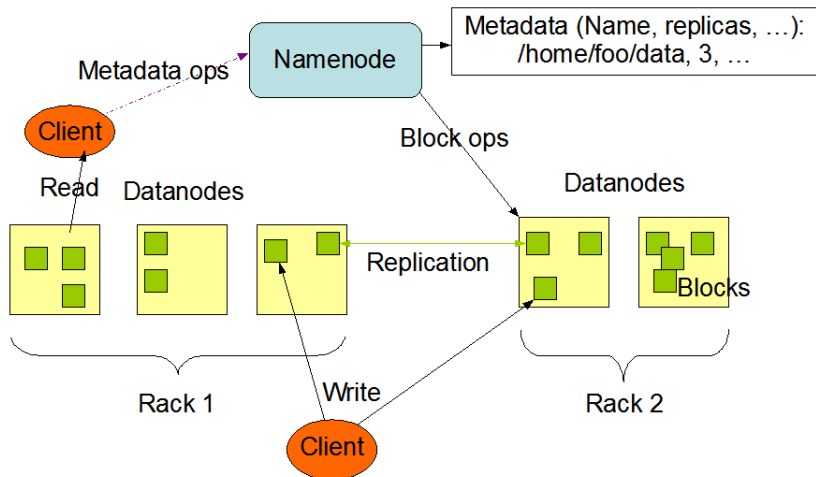 Metadata (Name, replicas, …):
/home/foo/data, 3, …
Namenode
Metadata ops
Client
Block ops
Read
Datanodes
Datanodes
Replication
Blocks
Rack 1
Write
Rack 2
Client